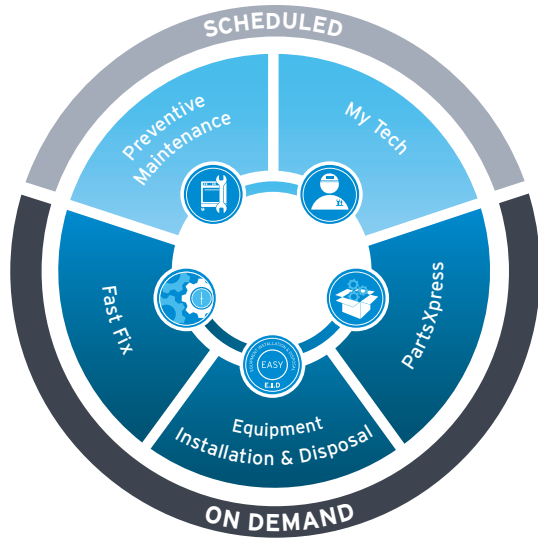 SCHEDULED
Preventive
Maintenance
My Tech
Fast Fix
PartsXpress
EASY
E.I.D
Equipment
Installation & Disposal
ON DEMAND